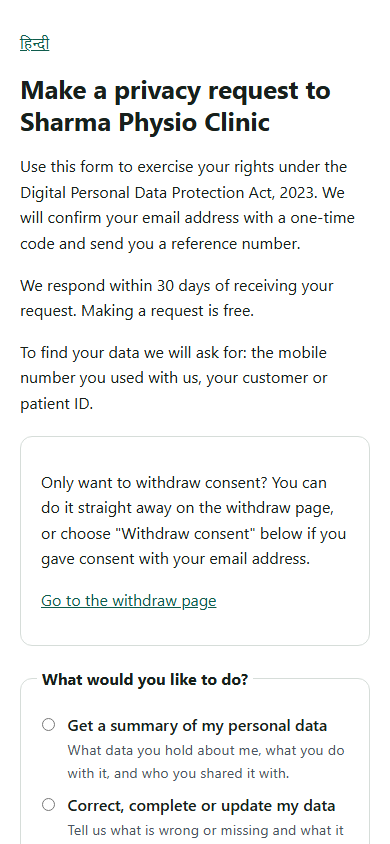 हिन्दी
Make a privacy request to
Sharma Physio Clinic
Use this form to exercise your rights under the
Digital Personal Data Protection Act, 2023. We
will confirm your email address with a one-time
code and send you a reference number.
We respond within 30 days of receiving your
request. Making a request is free.
To find your data we will ask for: the mobile
number you used with us, your customer or
patient ID.
Only want to withdraw consent? You can
do it straight away on the withdraw page,
or choose "Withdraw consent" below if you
gave consent with your email address.
Go to the withdraw page
What would you like to do?
Get a summary of my personal data
What data you hold about me, what you do
with it, and who you shared it with.
Correct, complete or update my data
Tell us what is wrong or missing and what it